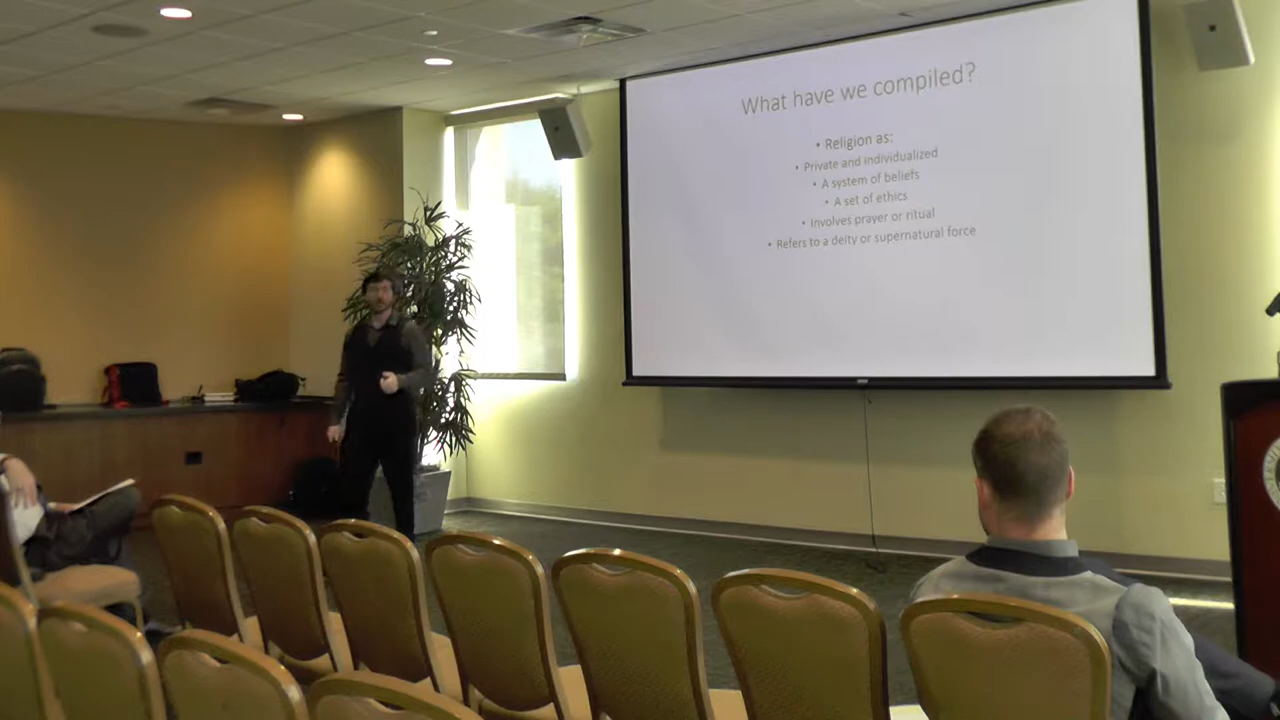 What have we compiled?
• Religion as:
• Private and individualized
• A system of beliefs
• A set of ethics
• Involves prayer or ritual
• Refers to a deity or supernatural force